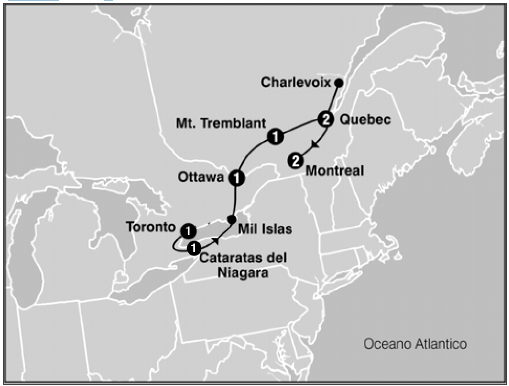 Charlevoix
2 Quebec
Mt. Tremblant
1
2
Montreal
Ottawa 1
Toronto 1
Mil Islas
1 Cataratas del
Niagara
Oceano Atlantico